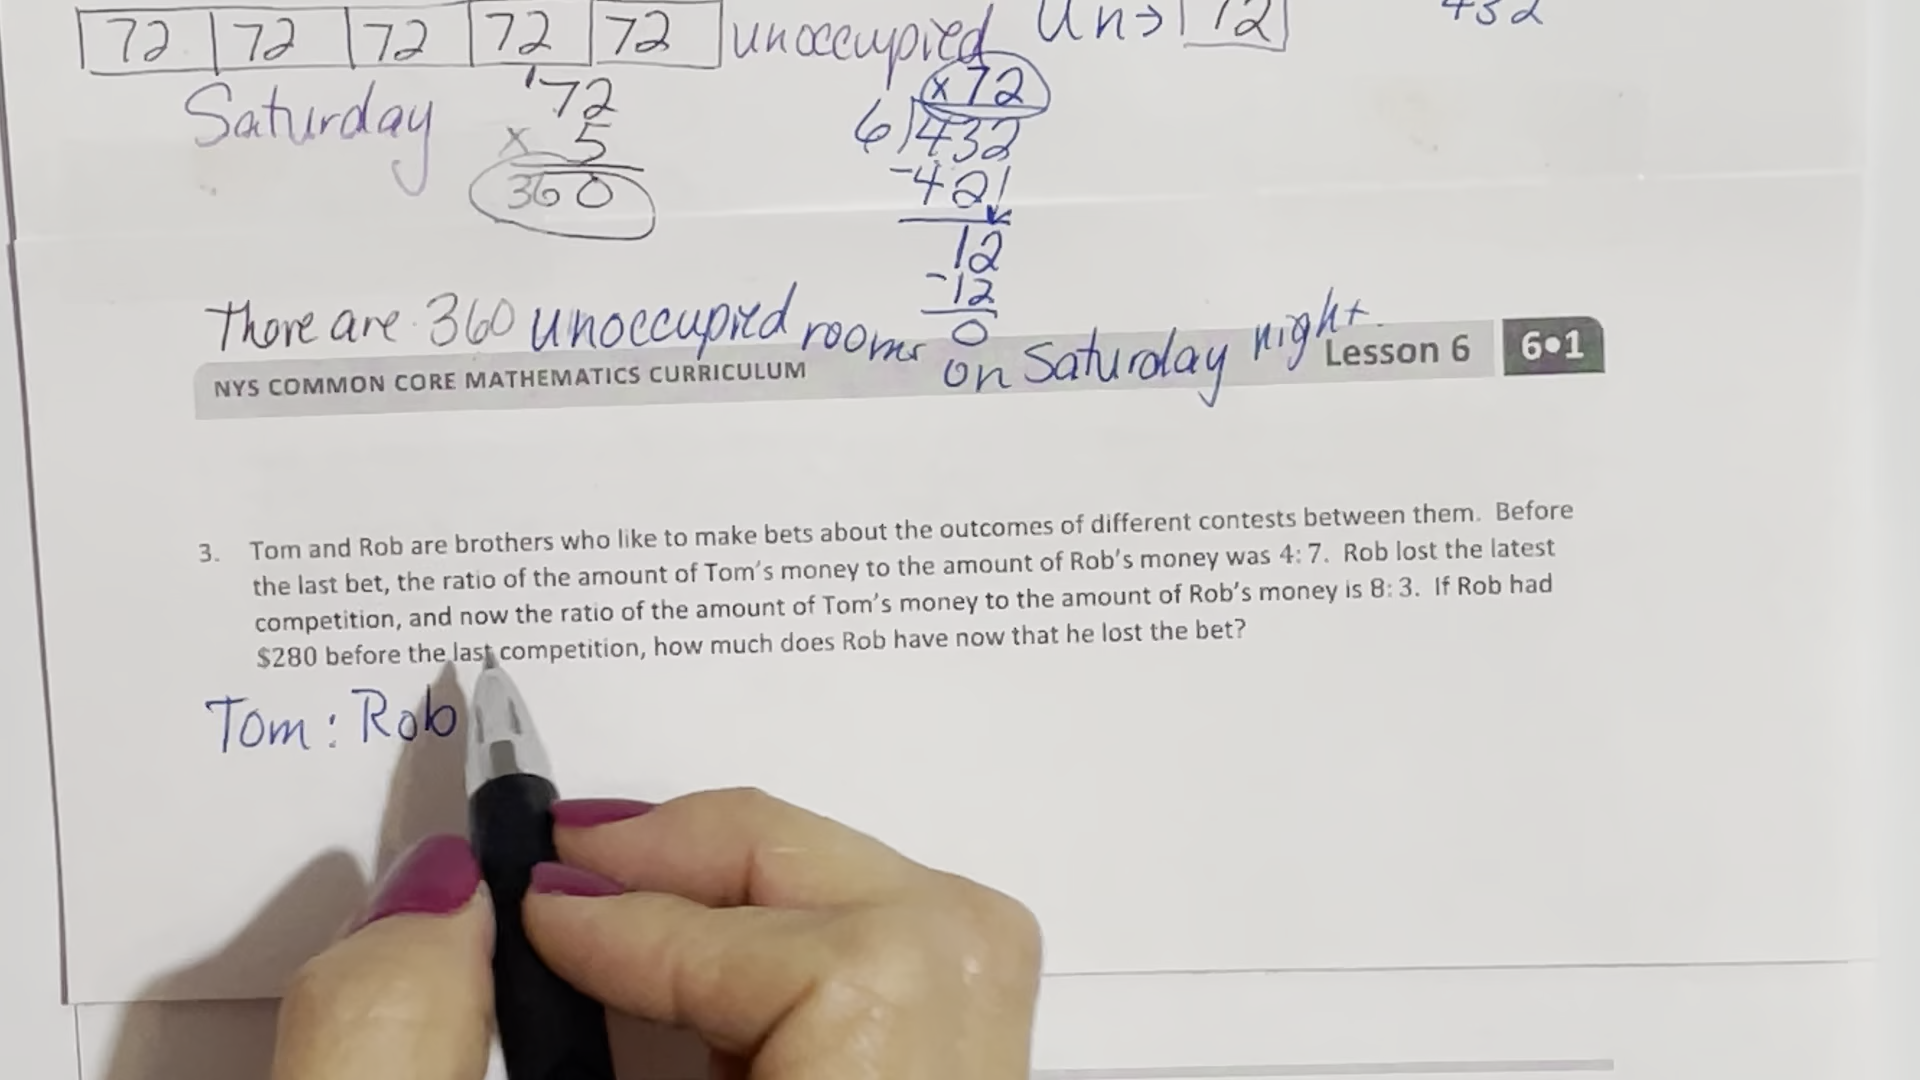 72 72 72 72 72 unoccupied Un→ 72 432
Saturday
'72
x 5
360
x 72
6)432
-42
12
-12
0
There are 360 unoccupied rooms on Saturday night.
NYS COMMON CORE MATHEMATICS CURRICULUM Lesson 6 6•1
3. Tom and Rob are brothers who like to make bets about the outcomes of different contests between them. Before
the last bet, the ratio of the amount of Tom's money to the amount of Rob's money was 4:7. Rob lost the latest
competition, and now the ratio of the amount of Tom's money to the amount of Rob's money is 8:3. If Rob had
$280 before the last competition, how much does Rob have now that he lost the bet?
Tom : Rob